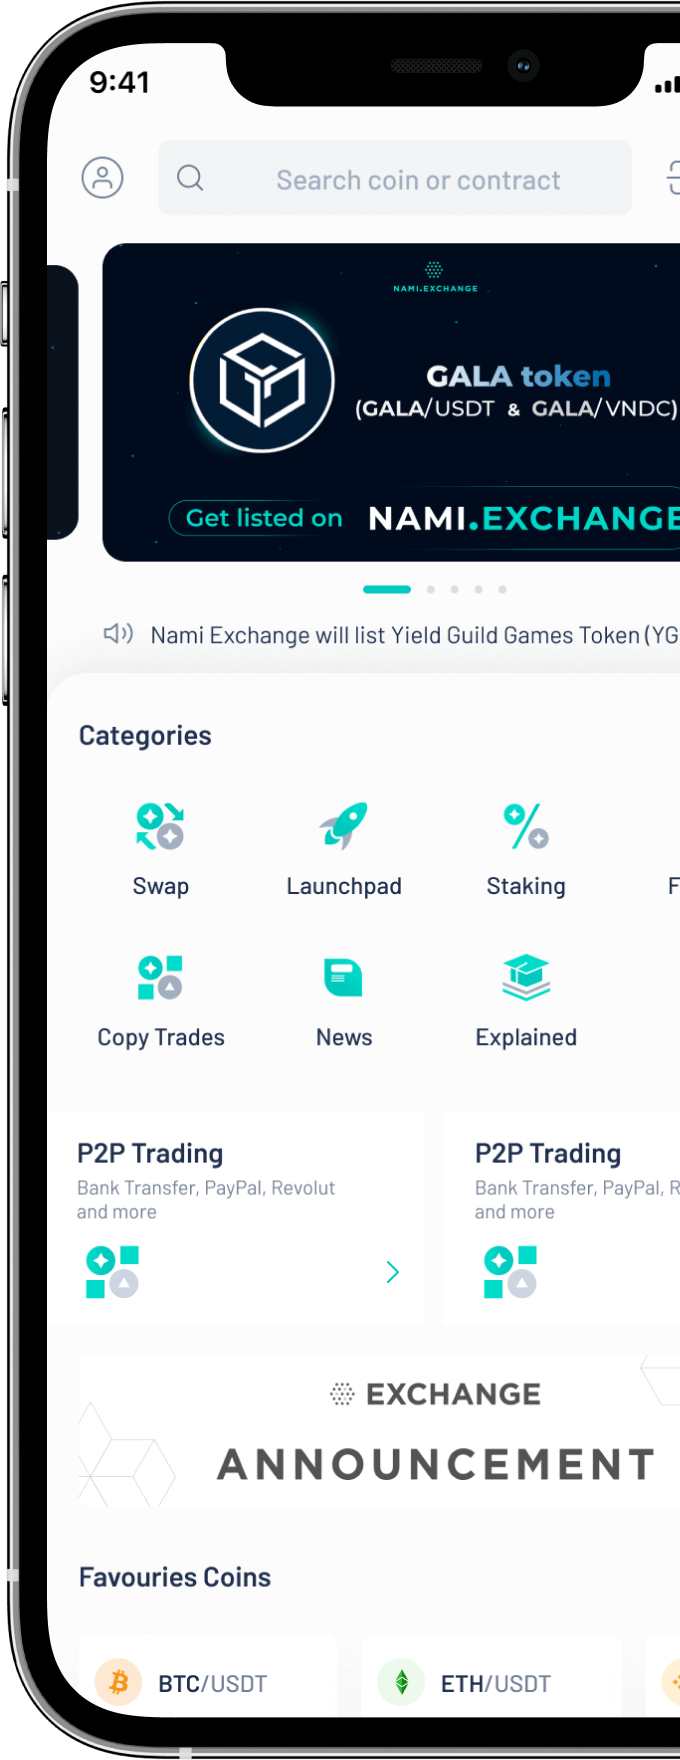 9:41
Search coin or contract
NAMI.EXCHANGE
GALA token
(GALA/USDT & GALA/VNDC)
Get listed on NAMI.EXCHANGE
Nami Exchange will list Yield Guild Games Token (YG
Categories
Swap Launchpad Staking F
Copy Trades News Explained
P2P Trading P2P Trading
Bank Transfer, PayPal, Revolut Bank Transfer, PayPal, R
and more and more
EXCHANGE
ANNOUNCEMENT
Favouries Coins
BTC/USDT ETH/USDT